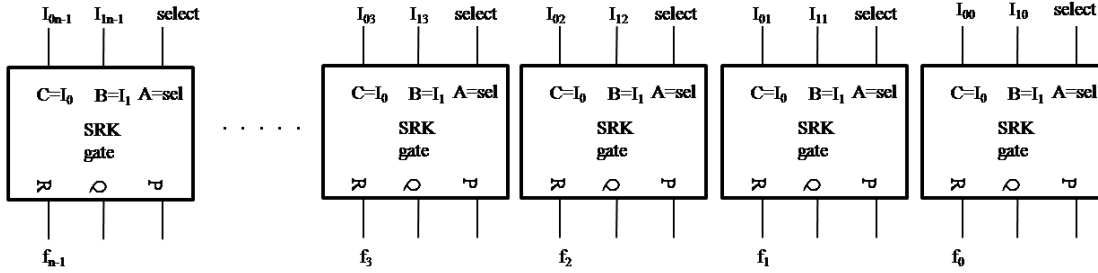 I₀ₙ₋₁ I₁ₙ₋₁ select I₀₃ I₁₃ select I₀₂ I₁₂ select I₀₁ I₁₁ select I₀₀ I₁₀ select
C=I₀ B=I₁ A=sel C=I₀ B=I₁ A=sel C=I₀ B=I₁ A=sel C=I₀ B=I₁ A=sel C=I₀ B=I₁ A=sel
SRK . . . . . SRK SRK SRK SRK
gate gate gate gate gate
R Q P R Q P R Q P R Q P R Q P
fₙ₋₁ f₃ f₂ f₁ f₀